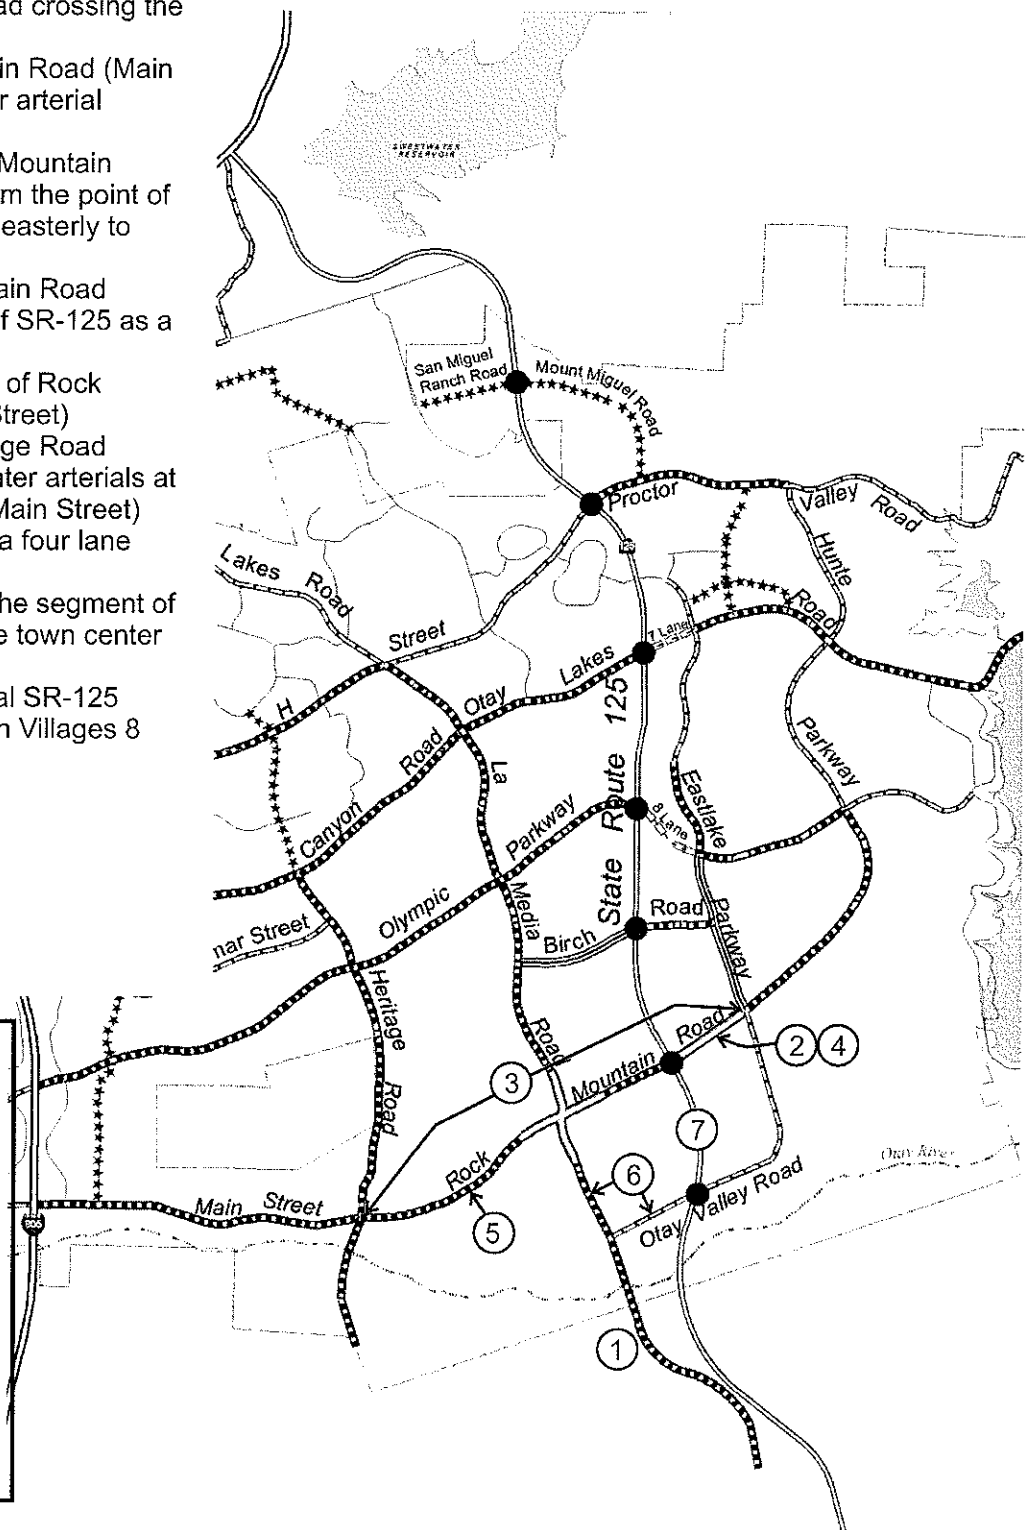 ad crossing the
in Road (Main
r arterial
Mountain
m the point of
easterly to
ain Road
f SR-125 as a
of Rock
Street)
ge Road
ater arterials at
Main Street)
a four lane
he segment of
e town center
al SR-125
n Villages 8
SWEETWATER
RESERVOIR
San Miguel
Ranch Road
Mount Miguel Road
Proctor Valley Road
Hunte Parkway
Lakes Road
H Street
Otay Lakes Road
7 Lane
125
State Route 125
Canyon Road
La Media Road
Olympic Parkway
8 Lane
Eastlake Parkway
nar Street
Birch Road
Heritage Road
Rock Mountain Road
2 4
3
7
6
5
Main Street
805
Otay Valley Road
Otay River
1